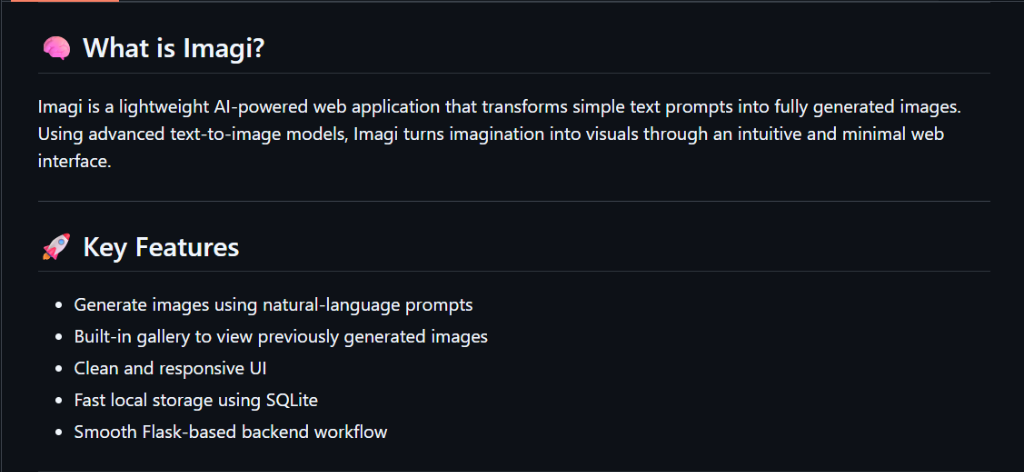 🧠 What is Imagi?
Imagi is a lightweight AI-powered web application that transforms simple text prompts into fully generated images.
Using advanced text-to-image models, Imagi turns imagination into visuals through an intuitive and minimal web
interface.
🚀 Key Features
• Generate images using natural-language prompts
• Built-in gallery to view previously generated images
• Clean and responsive UI
• Fast local storage using SQLite
• Smooth Flask-based backend workflow